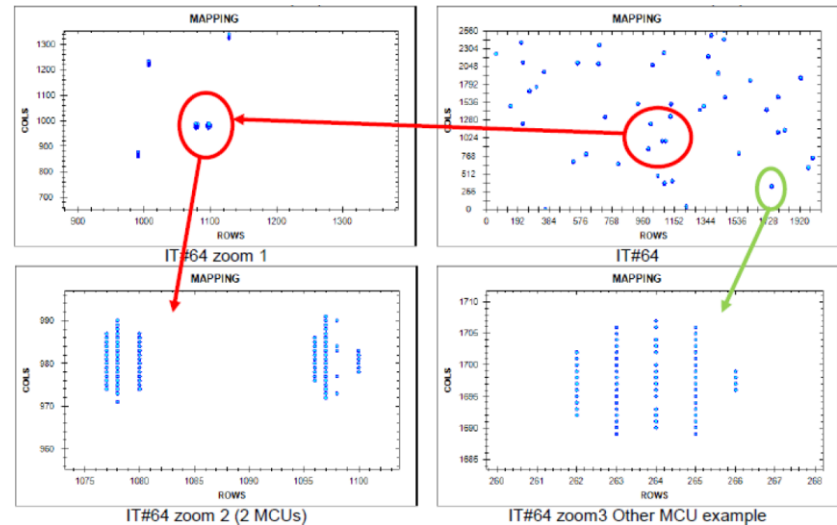 MAPPING
COLS
1300
1200
1100
1000
900
800
700
900 1000 1100 1200 1300
ROWS
IT#64 zoom 1
MAPPING
COLS
2560
2304
2048
1792
1536
1280
1024
768
512
256
0
0 192 384 576 768 960 1152 1344 1536 1728 1920
ROWS
IT#64
MAPPING
COLS
990
980
970
960
1075 1080 1085 1090 1095 1100
ROWS
IT#64 zoom 2 (2 MCUs)
MAPPING
COLS
1710
1705
1700
1695
1690
1685
260 261 262 263 264 265 266 267 268
ROWS
IT#64 zoom3 Other MCU example